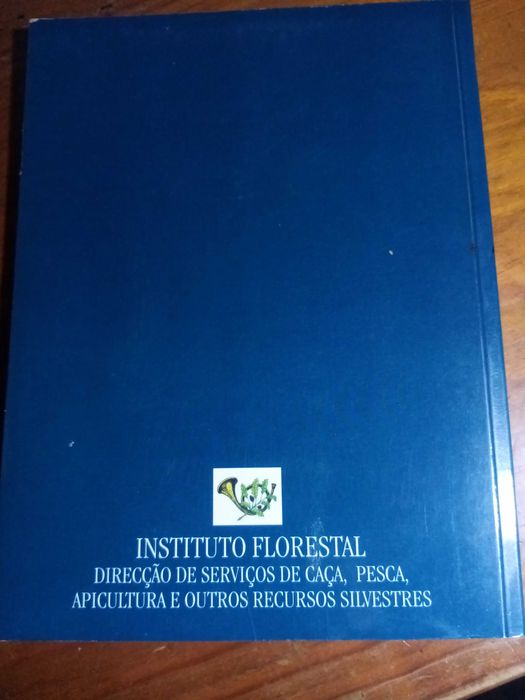 INSTITUTO FLORESTAL
DIRECÇÃO DE SERVIÇOS DE CAÇA, PESCA,
APICULTURA E OUTROS RECURSOS SILVESTRES